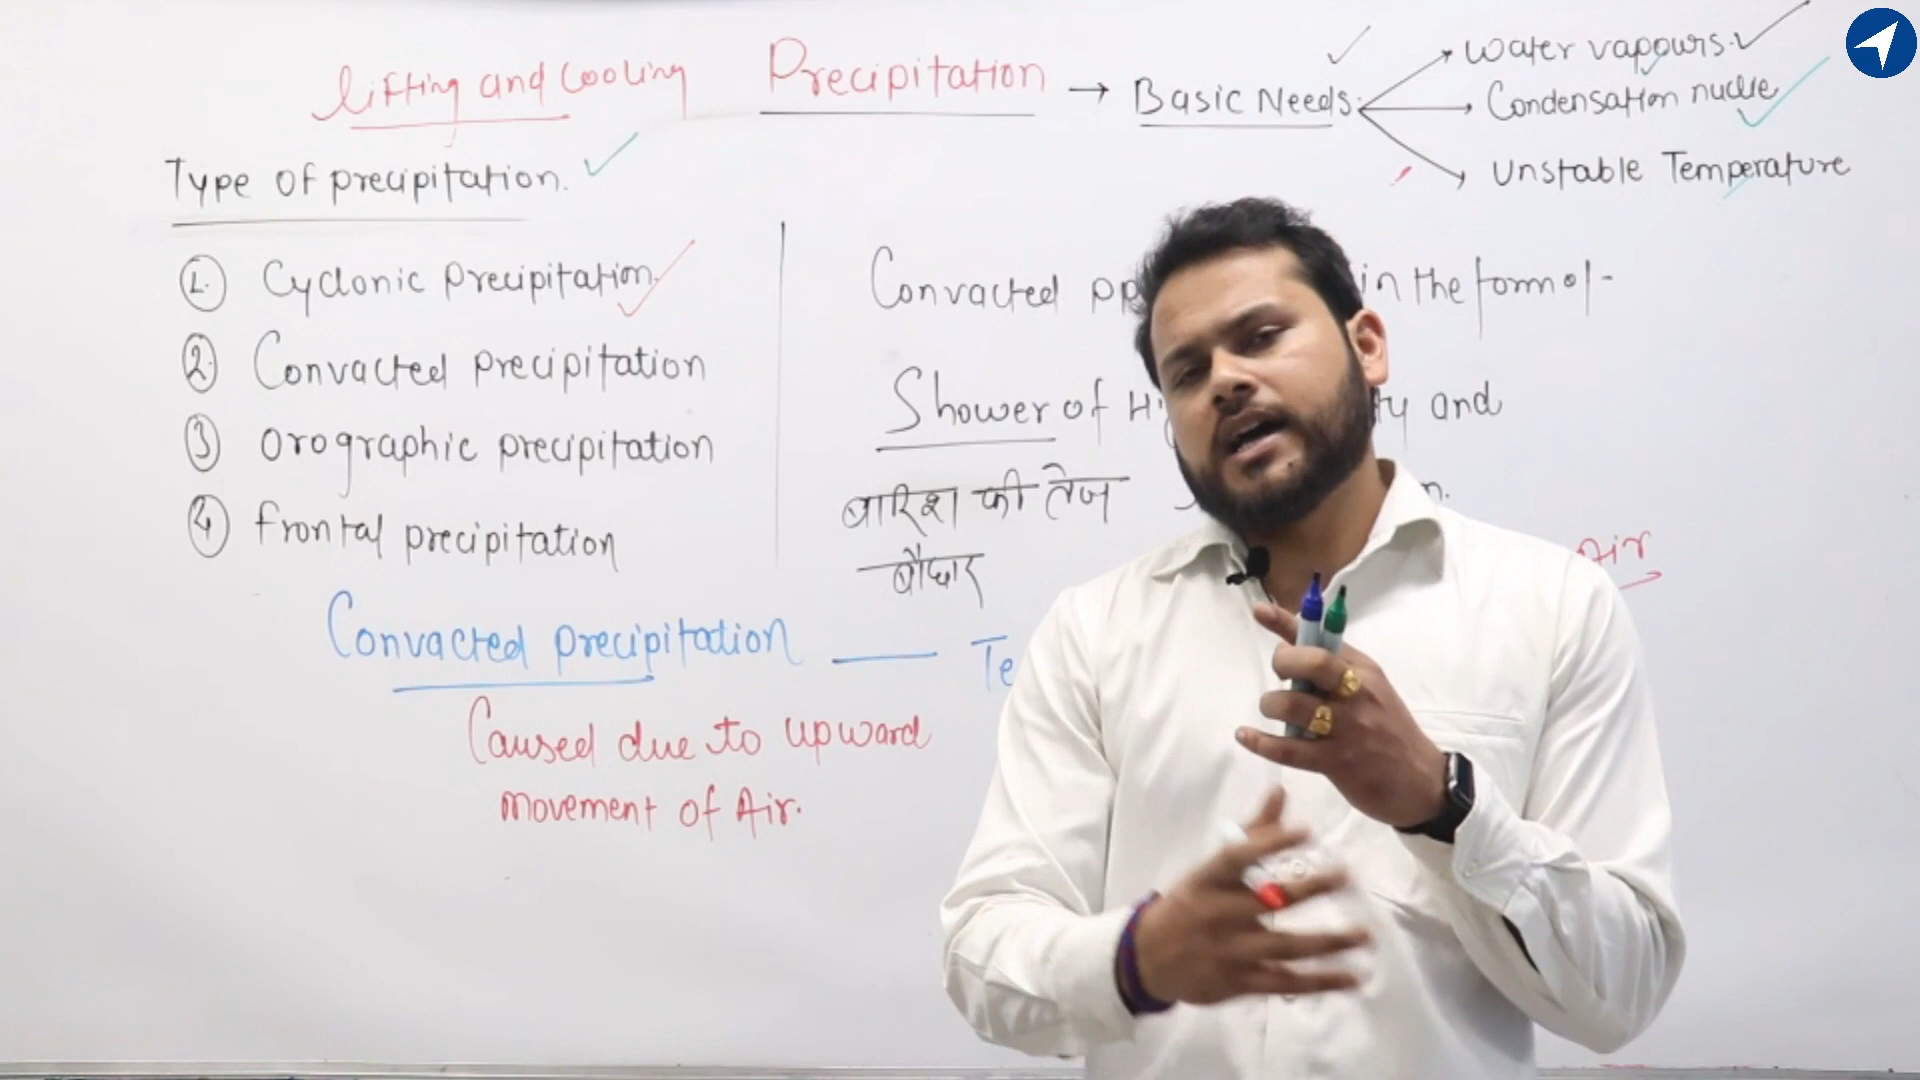 Lifting and Cooling Precipitation → Basic Needs
Water vapours
Condensation nuclie
Unstable Temperature
Type of precipitation.
1. Cyclonic precipitation
2. Convacted precipitation
3 Orographic precipitation
4 frontal precipitation
Convacted in the form of-
Shower of and
बारिश की तेज
बौछार
Air
Convacted precipitation —
Caused due to upward
movement of Air.